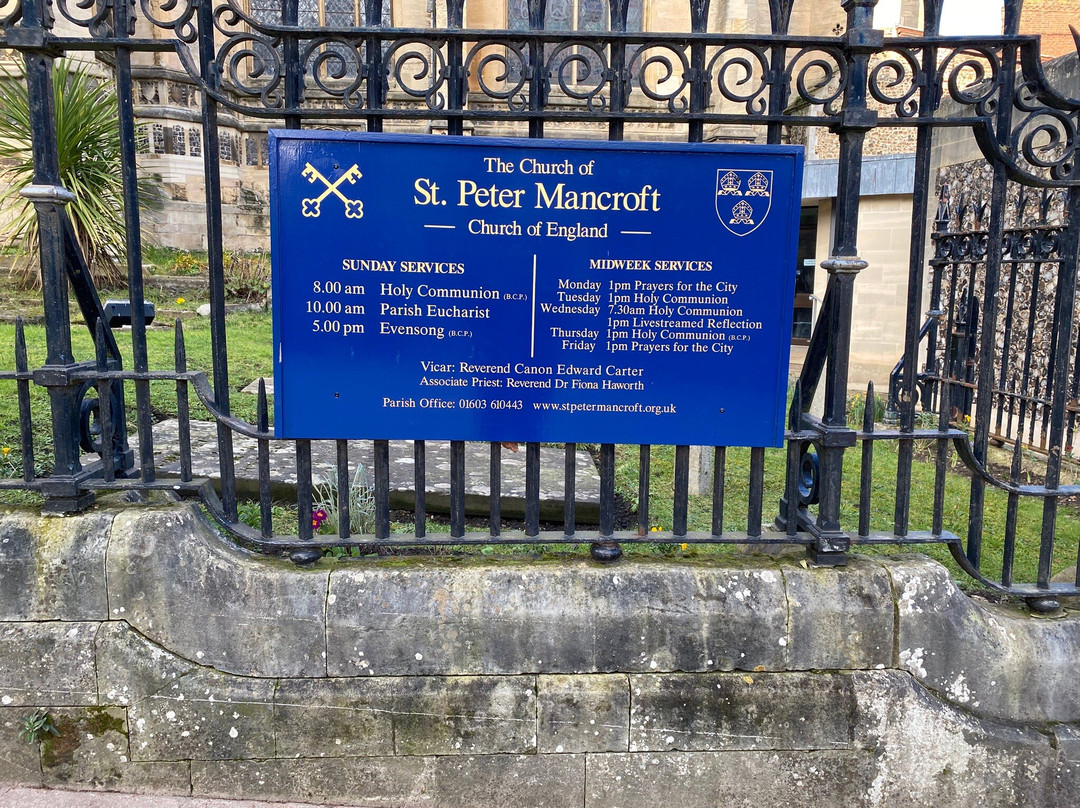 The Church of
St. Peter Mancroft
Church of England
SUNDAY SERVICES
8.00 am Holy Communion (B.C.P.)
10.00 am Parish Eucharist
5.00 pm Evensong (B.C.P.)
MIDWEEK SERVICES
Monday 1pm Prayers for the City
Tuesday 1pm Holy Communion
Wednesday 7.30am Holy Communion
1pm Livestreamed Reflection
Thursday 1pm Holy Communion (B.C.P.)
Friday 1pm Prayers for the City
Vicar: Reverend Canon Edward Carter
Associate Priest: Reverend Dr Fiona Haworth
Parish Office: 01603 610443 www.stpetermancroft.org.uk